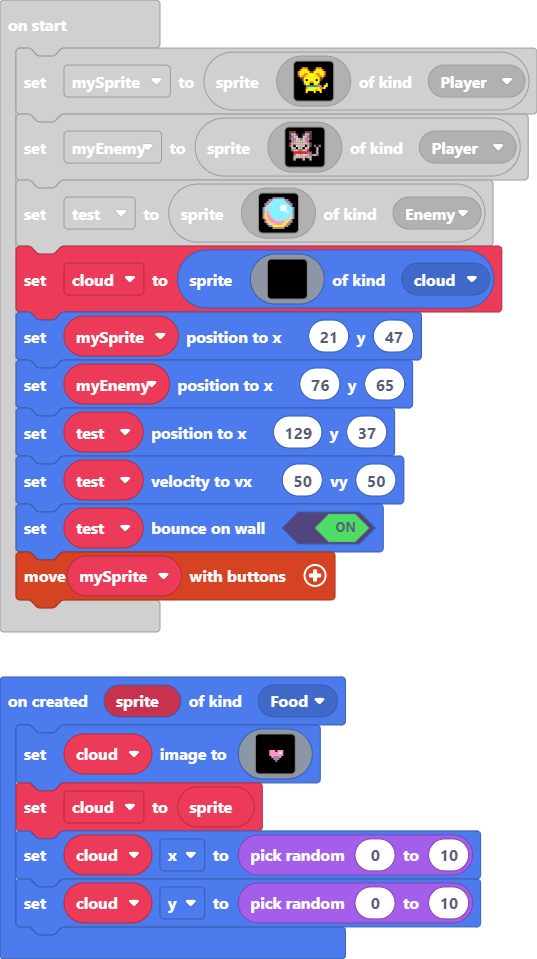 on start
set mySprite to sprite of kind Player
set myEnemy to sprite of kind Player
set test to sprite of kind Enemy
set cloud to sprite of kind cloud
set mySprite position to x 21 y 47
set myEnemy position to x 76 y 65
set test position to x 129 y 37
set test velocity to vx 50 vy 50
set test bounce on wall ON
move mySprite with buttons
on created sprite of kind Food
set cloud image to
set cloud to sprite
set cloud x to pick random 0 to 10
set cloud y to pick random 0 to 10